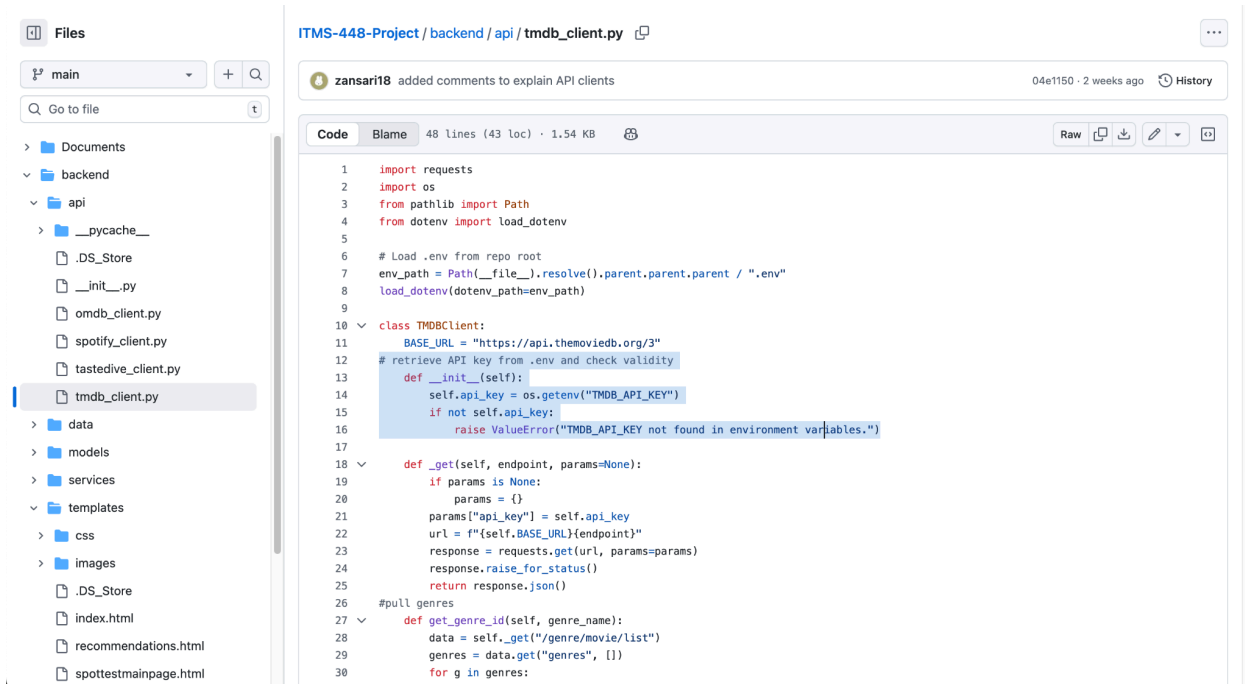 Files
main
Go to file
t
Documents
backend
api
__pycache__
.DS_Store
__init__.py
omdb_client.py
spotify_client.py
tastedive_client.py
tmdb_client.py
data
models
services
templates
css
images
.DS_Store
index.html
recommendations.html
spottestmainpage.html
ITMS-448-Project / backend / api / tmdb_client.py
zansari18 added comments to explain API clients
04e1150 · 2 weeks ago History
Code Blame 48 lines (43 loc) · 1.54 KB
Raw
1 import requests
2 import os
3 from pathlib import Path
4 from dotenv import load_dotenv
5
6 # Load .env from repo root
7 env_path = Path(__file__).resolve().parent.parent.parent / ".env"
8 load_dotenv(dotenv_path=env_path)
9
10 class TMDBClient:
11     BASE_URL = "https://api.themoviedb.org/3"
12 # retrieve API key from .env and check validity
13     def __init__(self):
14         self.api_key = os.getenv("TMDB_API_KEY")
15         if not self.api_key:
16             raise ValueError("TMDB_API_KEY not found in environment variables.")
17
18     def _get(self, endpoint, params=None):
19         if params is None:
20             params = {}
21         params["api_key"] = self.api_key
22         url = f"{self.BASE_URL}{endpoint}"
23         response = requests.get(url, params=params)
24         response.raise_for_status()
25         return response.json()
26 #pull genres
27     def get_genre_id(self, genre_name):
28         data = self._get("/genre/movie/list")
29         genres = data.get("genres", [])
30         for g in genres: